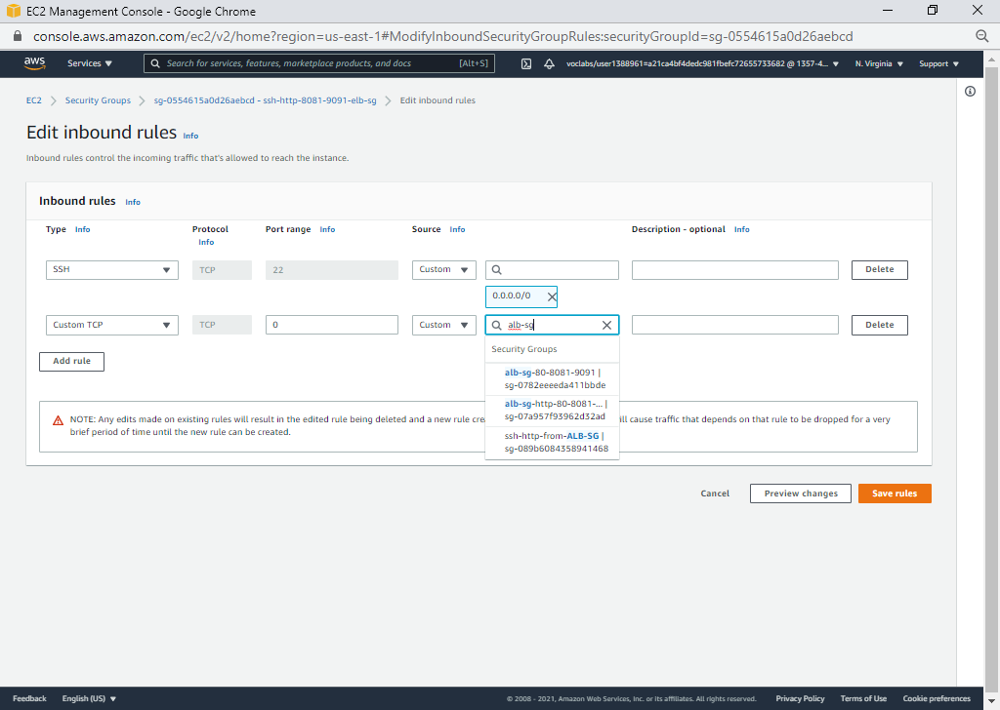 EC2 Management Console - Google Chrome
console.aws.amazon.com/ec2/v2/home?region=us-east-1#ModifyInboundSecurityGroupRules:securityGroupId=sg-0554615a0d26aebcd
aws Services ▼ Search for services, features, marketplace products, and docs [Alt+S] voclabs/user1388961=a21ca4bf4dedc981fbefc72655733682 @ 1357-4... ▼ N. Virginia ▼ Support ▼
EC2 > Security Groups > sg-0554615a0d26aebcd - ssh-http-8081-9091-elb-sg > Edit inbound rules
Edit inbound rules Info
Inbound rules control the incoming traffic that's allowed to reach the instance.
Inbound rules Info
Type Info Protocol Port range Info Source Info Description - optional Info
Info
SSH TCP 22 Custom Delete
0.0.0.0/0
Custom TCP TCP 0 Custom alb-sg Delete
Security Groups
Add rule
alb-sg-80-8081-9091 |
sg-0782eeeeda411bbde
alb-sg-http-80-8081-... |
sg-07a957f93962d32ad
ssh-http-from-ALB-SG |
sg-089b6084358941468
NOTE: Any edits made on existing rules will result in the edited rule being deleted and a new rule cre ill cause traffic that depends on that rule to be dropped for a very
brief period of time until the new rule can be created.
Cancel Preview changes Save rules
Feedback English (US) ▼ © 2008 - 2021, Amazon Web Services, Inc. or its affiliates. All rights reserved. Privacy Policy Terms of Use Cookie preferences